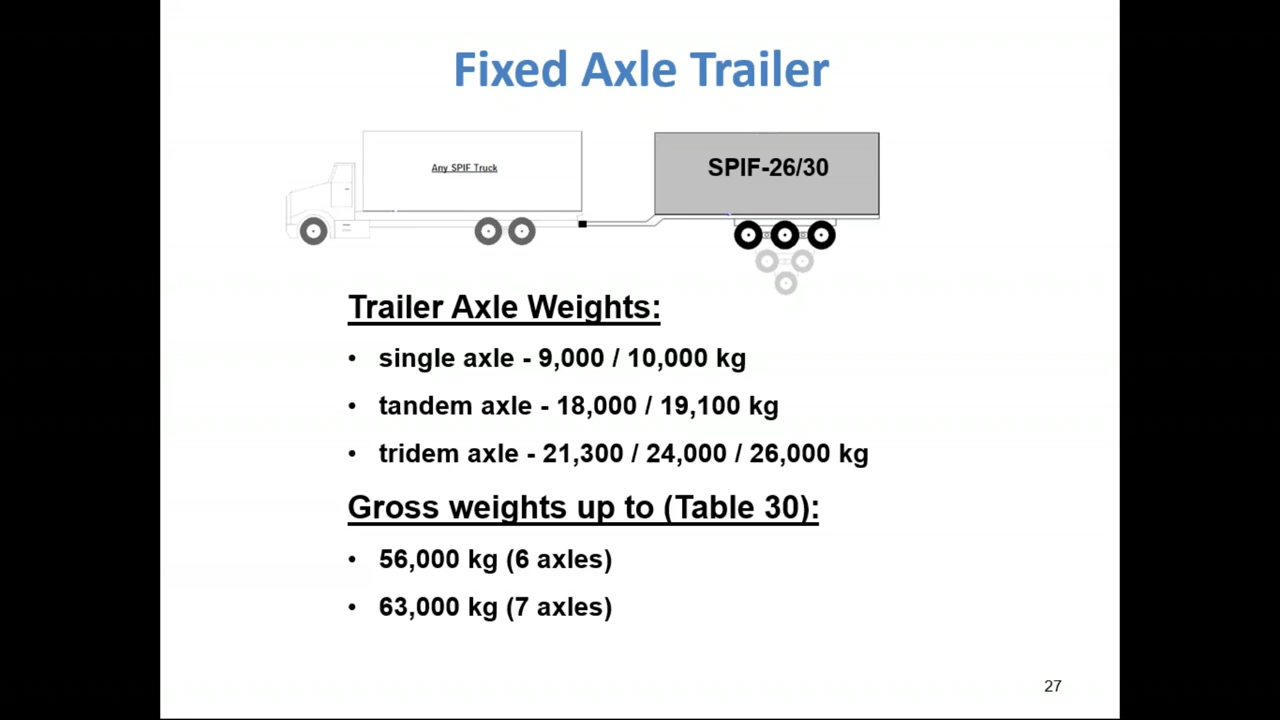 Fixed Axle Trailer
Any SPIF Truck
SPIF-26/30
Trailer Axle Weights:
• single axle - 9,000 / 10,000 kg
• tandem axle - 18,000 / 19,100 kg
• tridem axle - 21,300 / 24,000 / 26,000 kg
Gross weights up to (Table 30):
• 56,000 kg (6 axles)
• 63,000 kg (7 axles)
27